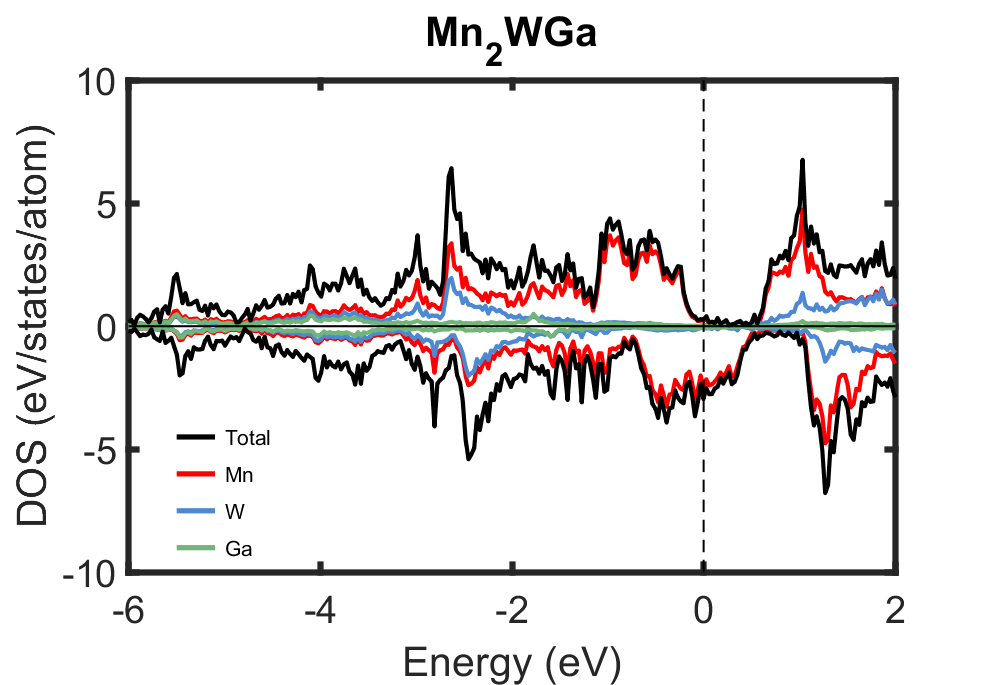 Mn2WGa
10
5
0
-5
-10
DOS (eV/states/atom)
Total
Mn
W
Ga
-6 -4 -2 0 2
Energy (eV)